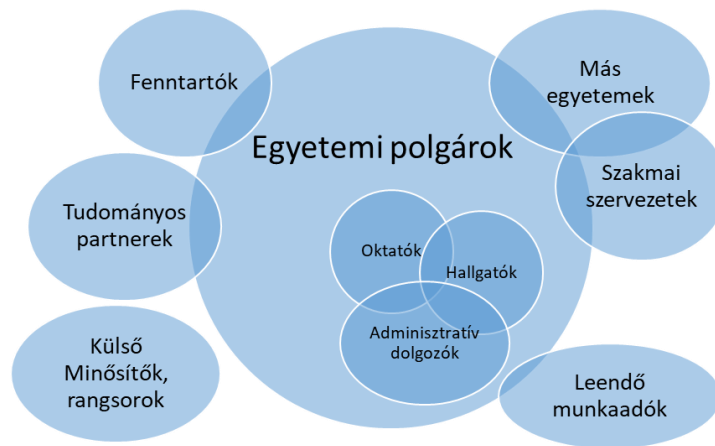 Fenntartók
Más
egyetemek
Egyetemi polgárok
Szakmai
szervezetek
Tudományos
partnerek
Oktatók
Hallgatók
Adminisztratív
dolgozók
Külső
Minősítők,
rangsorok
Leendő
munkaadók